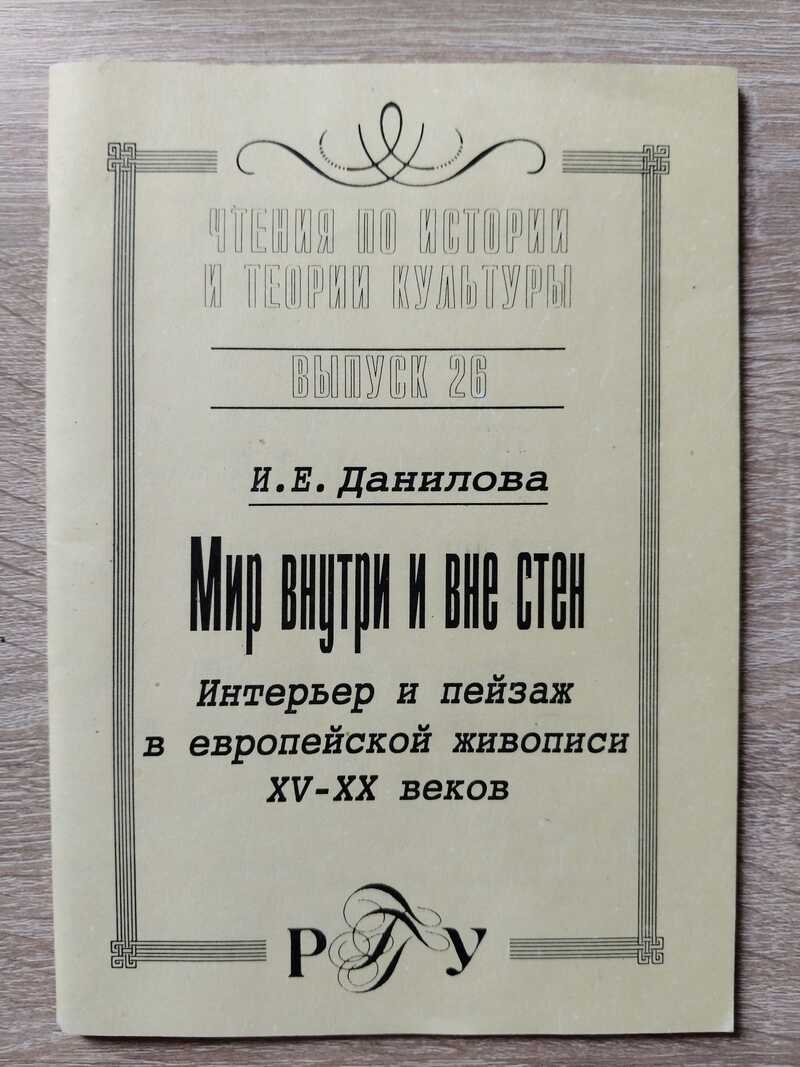 ЧТЕНИЯ ПО ИСТОРИИ
И ТЕОРИИ КУЛЬТУРЫ
ВЫПУСК 26
И.Е. Данилова
Мир внутри и вне стен
Интерьер и пейзаж
в европейской живописи
XV-XX веков
РГГУ